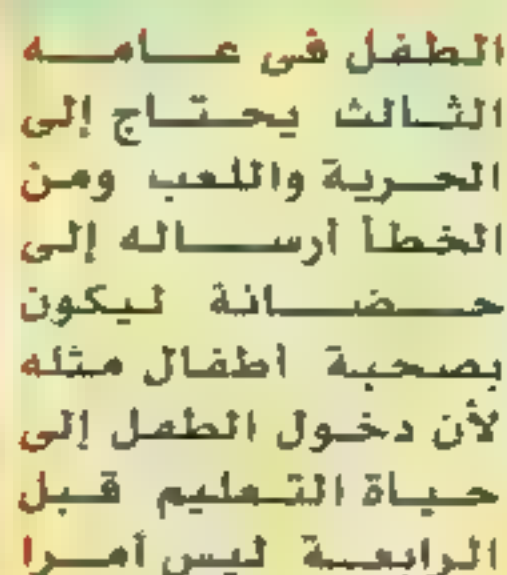 الطفل فى عامه
الثالث يحتاج إلى
الحرية واللعب ومن
الخطأ أرساله إلى
حضانة ليكون
بصحبة اطفال مثله
لأن دخول الطفل إلى
حياة التعليم قبل
الرابعة ليس أمرا